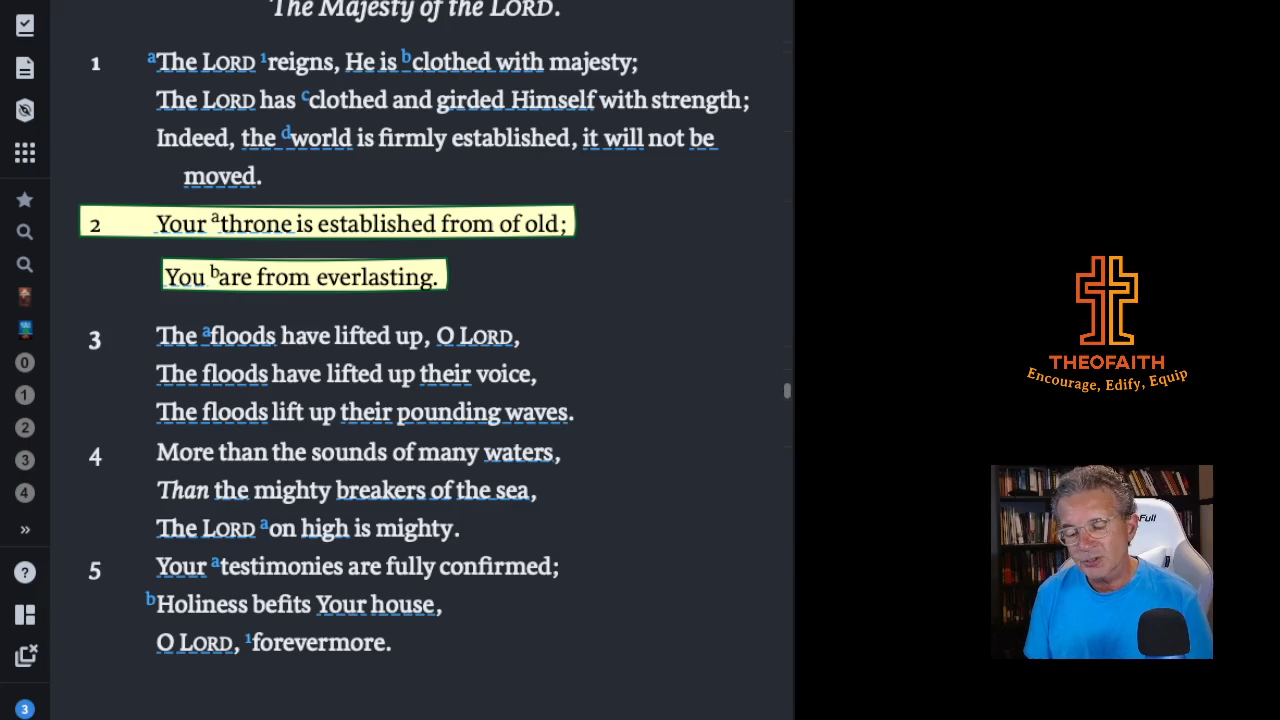 The Majesty of the LORD.
1 aThe LORD 1reigns, He is bclothed with majesty;
The LORD has cclothed and girded Himself with strength;
Indeed, the dworld is firmly established, it will not be
moved.
2 Your athrone is established from of old;
You bare from everlasting.
3 The afloods have lifted up, O LORD,
The floods have lifted up their voice,
The floods lift up their pounding waves.
4 More than the sounds of many waters,
Than the mighty breakers of the sea,
The LORD aon high is mighty.
5 Your atestimonies are fully confirmed;
bHoliness befits Your house,
O LORD, 1forevermore.
0
1
2
3
4
»
?
3
THEOFAITH
Encourage, Edify, Equip